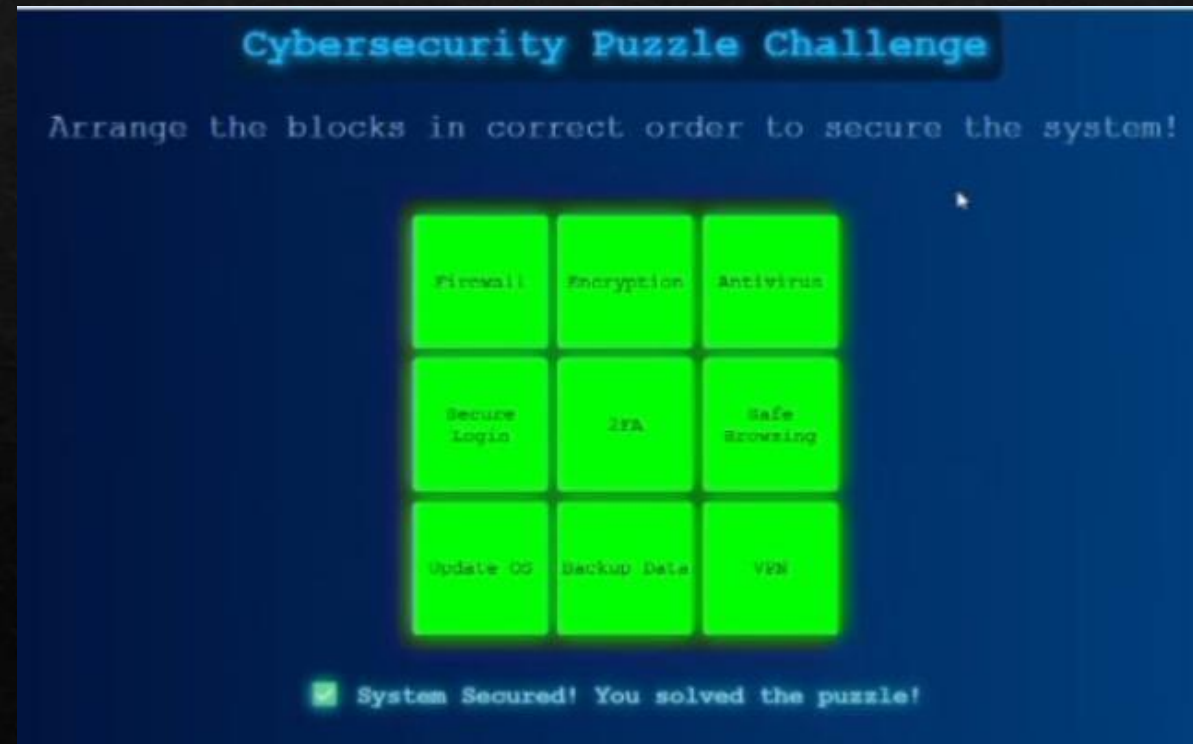 Cybersecurity Puzzle Challenge
Arrange the blocks in correct order to secure the system!
Firewall Encryption Antivirus
Secure
Login
2FA
Safe
Browsing
Update OS Backup Data VPN
✅ System Secured! You solved the puzzle!